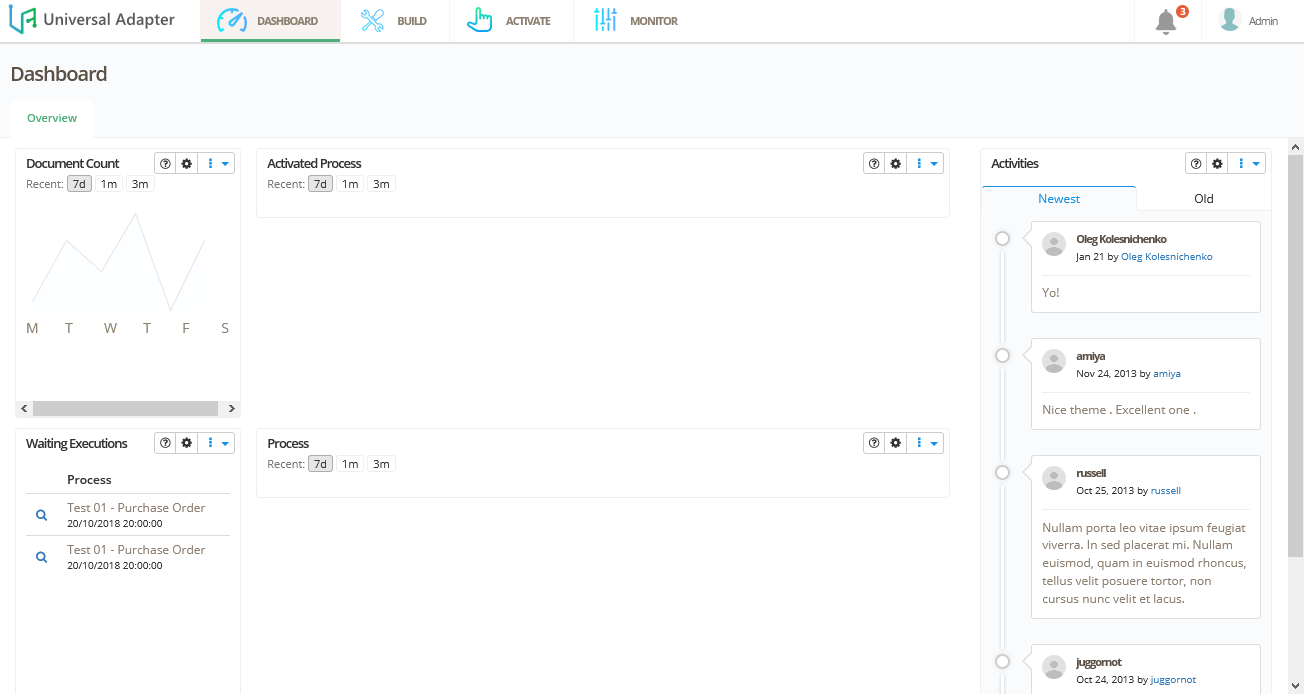 Universal Adapter
DASHBOARD
BUILD
ACTIVATE
MONITOR
3
Admin
Dashboard
Overview
Document Count
Recent: 7d 1m 3m
M T W T F S
Activated Process
Recent: 7d 1m 3m
Waiting Executions
Process
Test 01 - Purchase Order
20/10/2018 20:00:00
Test 01 - Purchase Order
20/10/2018 20:00:00
Process
Recent: 7d 1m 3m
Activities
Newest Old
Oleg Kolesnichenko
Jan 21 by Oleg Kolesnichenko
Yo!
amiya
Nov 24, 2013 by amiya
Nice theme . Excellent one .
russell
Oct 25, 2013 by russell
Nullam porta leo vitae ipsum feugiat
viverra. In sed placerat mi. Nullam
euismod, quam in euismod rhoncus,
tellus velit posuere tortor, non
cursus nunc velit et lacus.
juggornot
Oct 24, 2013 by juggornot